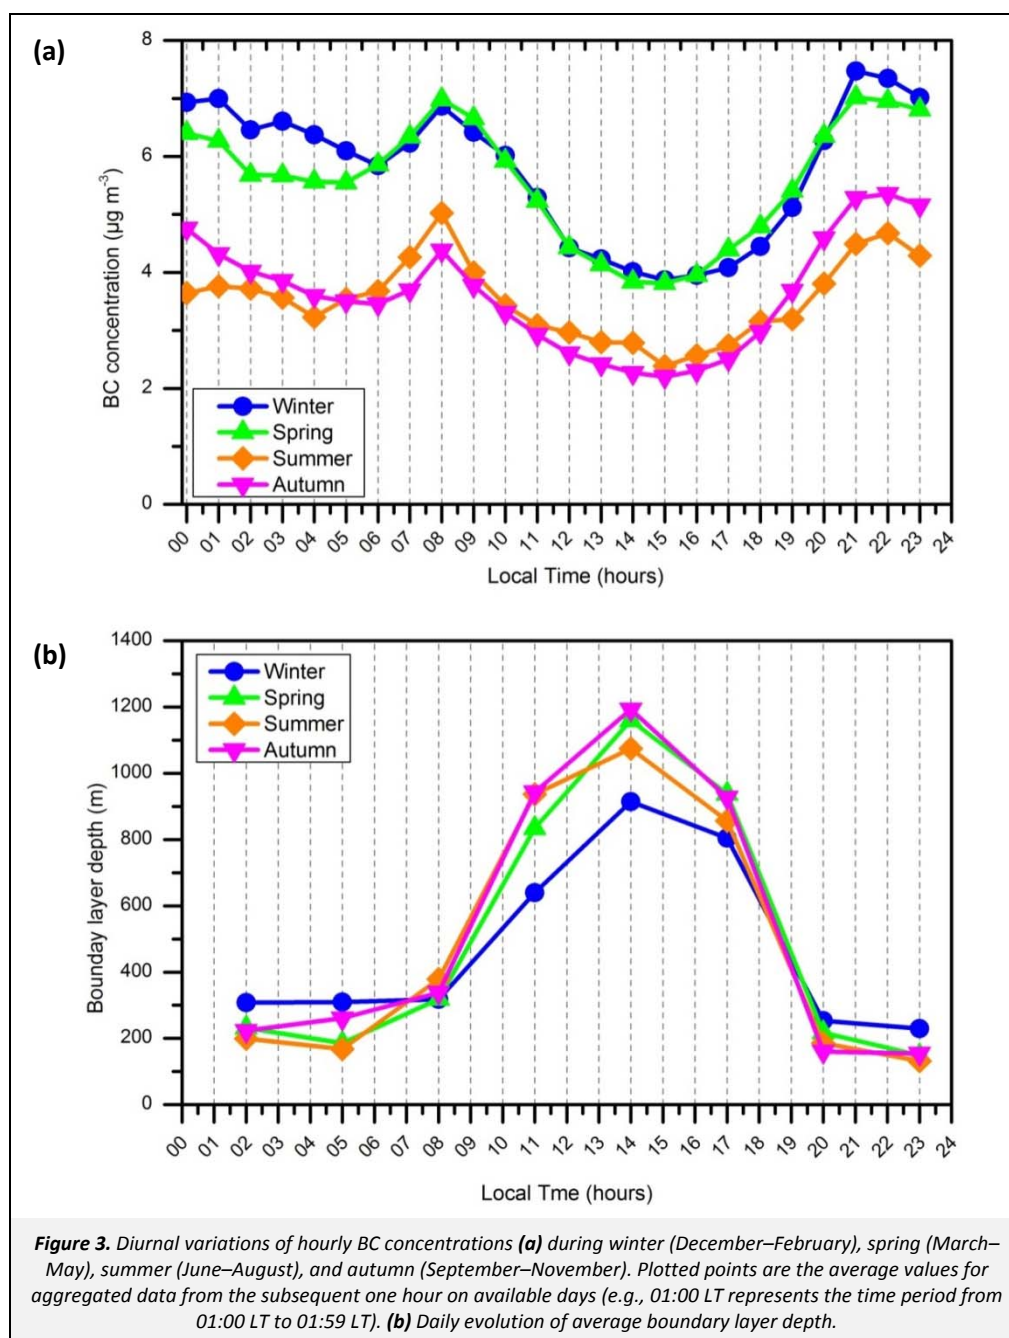 (a)
8
6
4
2
0
BC concentration (µg m⁻³)
Winter
Spring
Summer
Autumn
00 01 02 03 04 05 06 07 08 09 10 11 12 13 14 15 16 17 18 19 20 21 22 23 24
Local Time (hours)
(b)
1400
1200
1000
800
600
400
200
0
Bounday layer depth (m)
Winter
Spring
Summer
Autumn
00 01 02 03 04 05 06 07 08 09 10 11 12 13 14 15 16 17 18 19 20 21 22 23 24
Local Tme (hours)
Figure 3. Diurnal variations of hourly BC concentrations (a) during winter (December–February), spring (March–
May), summer (June–August), and autumn (September–November). Plotted points are the average values for
aggregated data from the subsequent one hour on available days (e.g., 01:00 LT represents the time period from
01:00 LT to 01:59 LT). (b) Daily evolution of average boundary layer depth.